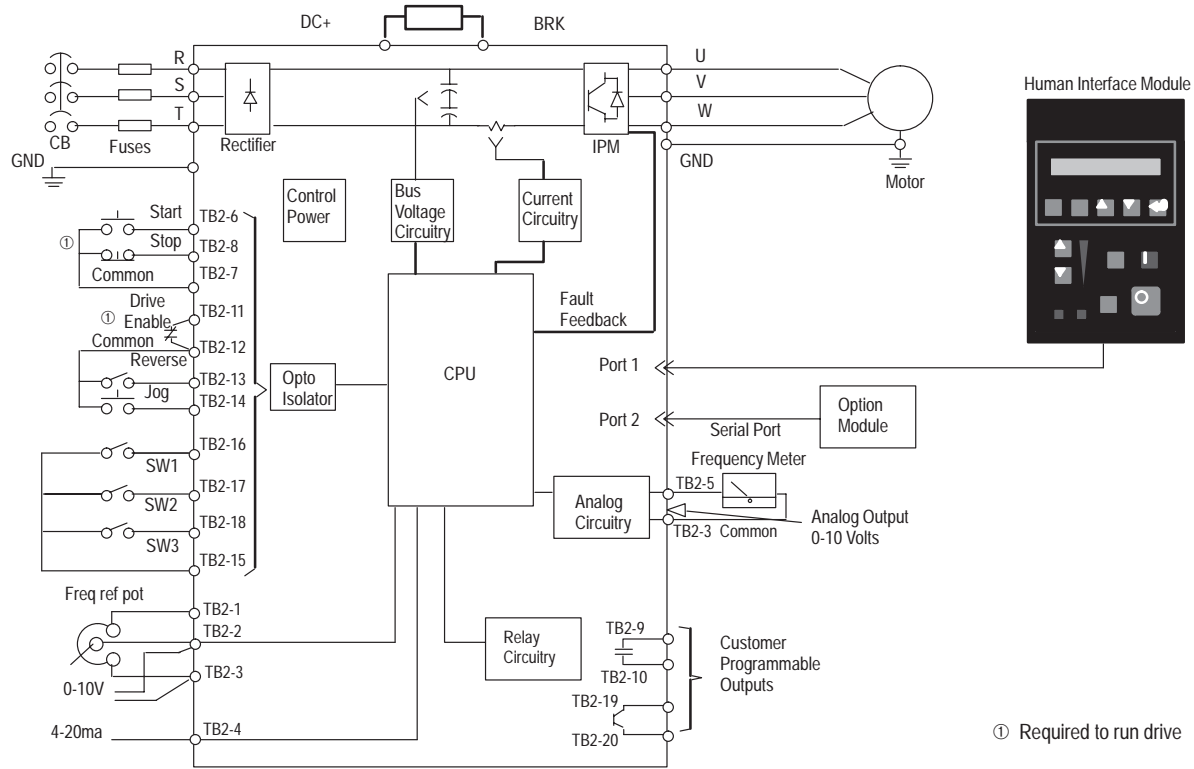 DC+
BRK
R
S
T
CB
Fuses
GND
Rectifier
IPM
U
V
W
GND
Motor
Human Interface Module
Control
Power
Bus
Voltage
Circuitry
Current
Circuitry
①
Start
TB2-6
Stop
TB2-8
Common
TB2-7
①
Drive
Enable
TB2-11
Common
TB2-12
Reverse
TB2-13
Jog
TB2-14
TB2-16
SW1
TB2-17
SW2
TB2-18
SW3
TB2-15
Opto
Isolator
CPU
Fault
Feedback
Port 1
Port 2
Serial Port
Option
Module
Frequency Meter
TB2-5
Analog
Circuitry
TB2-3 Common
Analog Output
0-10 Volts
Freq ref pot
TB2-1
TB2-2
TB2-3
0-10V
4-20ma
TB2-4
Relay
Circuitry
TB2-9
TB2-10
TB2-19
TB2-20
Customer
Programmable
Outputs
① Required to run drive